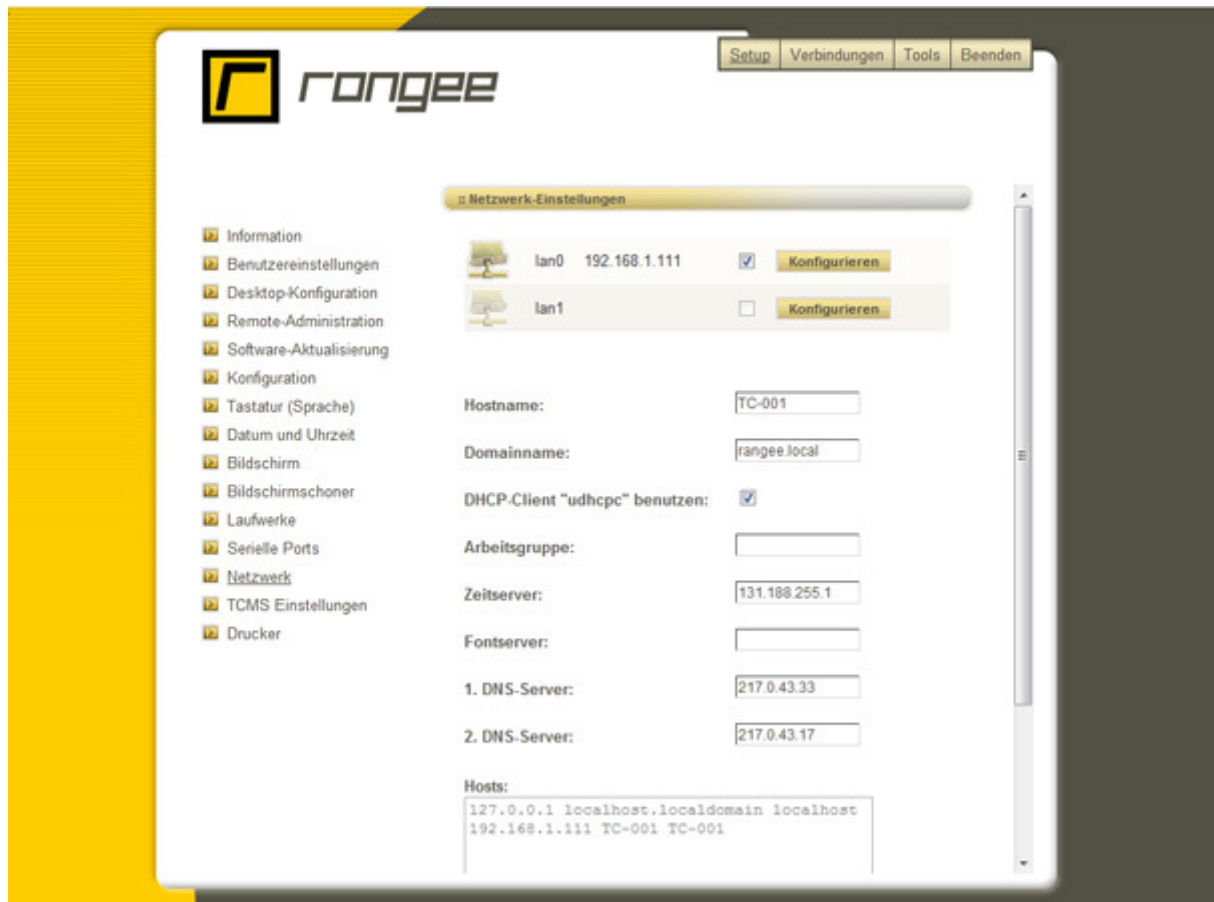 rangee
Setup Verbindungen Tools Beenden
:: Netzwerk-Einstellungen
Information
Benutzereinstellungen
Desktop-Konfiguration
Remote-Administration
Software-Aktualisierung
Konfiguration
Tastatur (Sprache)
Datum und Uhrzeit
Bildschirm
Bildschirmschoner
Laufwerke
Serielle Ports
Netzwerk
TCMS Einstellungen
Drucker
lan0 192.168.1.111 Konfigurieren
lan1 Konfigurieren
Hostname: TC-001
Domainname: rangee.local
DHCP-Client "udhcpc" benutzen:
Arbeitsgruppe:
Zeitserver: 131.188.255.1
Fontserver:
1. DNS-Server: 217.0.43.33
2. DNS-Server: 217.0.43.17
Hosts:
127.0.0.1 localhost.localdomain localhost
192.168.1.111 TC-001 TC-001